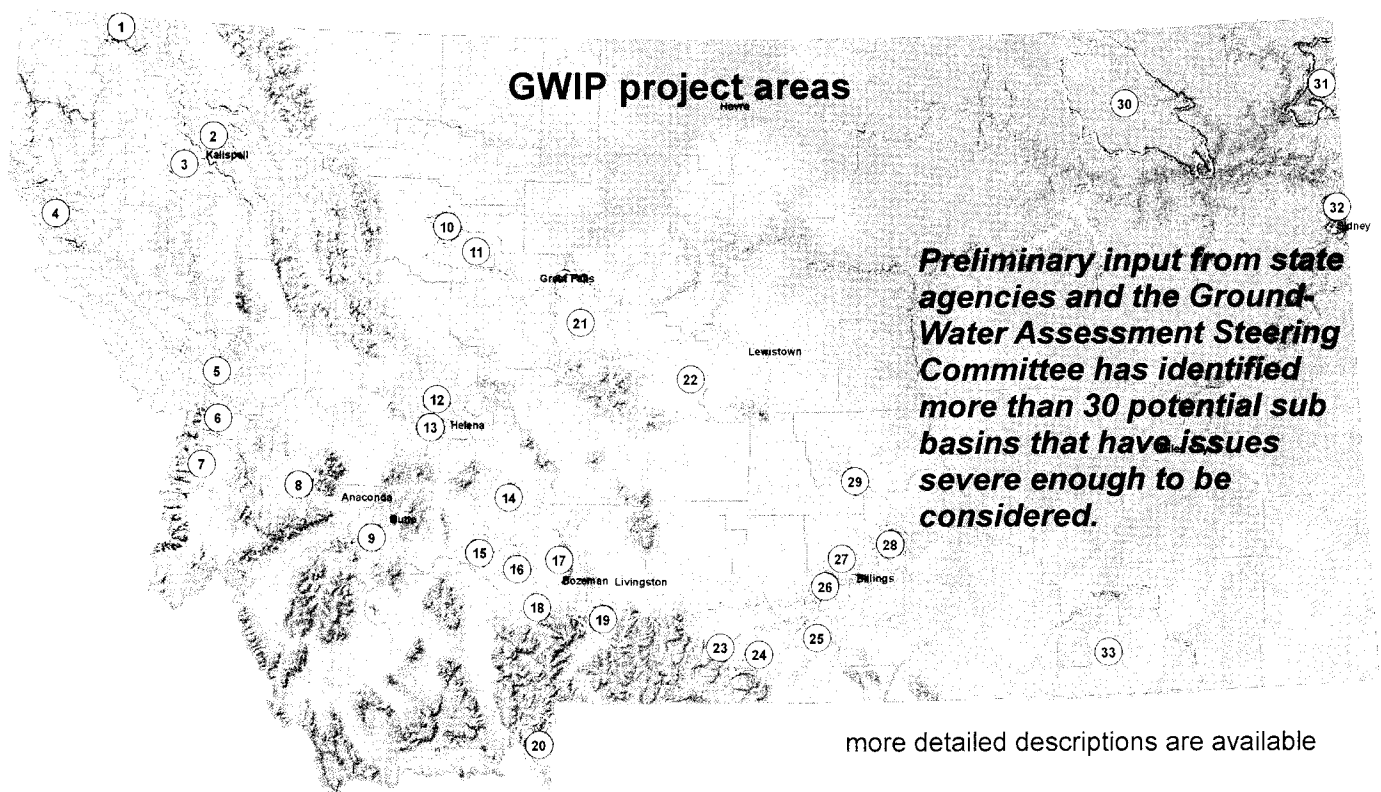 1
GWIP project areas
Havre
31
30
2
3
Kalispell
4
32
Sidney
10
11
Great Falls
Preliminary input from state
agencies and the Ground-
Water Assessment Steering
Committee has identified
more than 30 potential sub
basins that have issues
severe enough to be
considered.
21
Lewistown
22
5
6
12
13
Helena
7
8
Anaconda
Butte
9
14
29
15
16
17
Bozeman
Livingston
28
27
26
Billings
18
19
25
23
24
33
20
more detailed descriptions are available